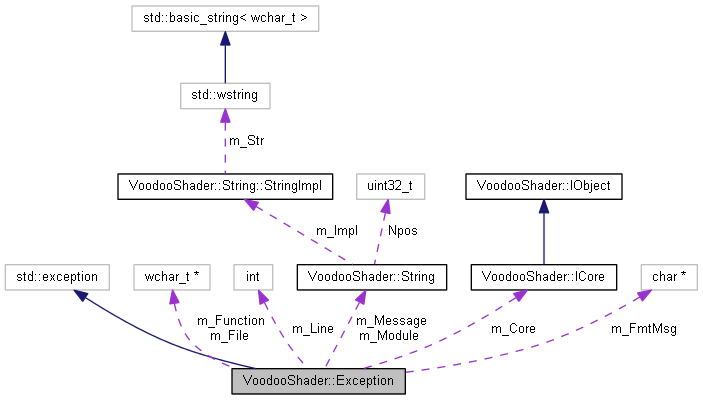 std::basic_string< wchar_t >
std::wstring
m_Str
VoodooShader::String::StringImpl
uint32_t
VoodooShader::IObject
m_Impl
Npos
std::exception
wchar_t *
int
VoodooShader::String
VoodooShader::ICore
char *
m_Function
m_File
m_Line
m_Message
m_Module
m_Core
m_FmtMsg
VoodooShader::Exception